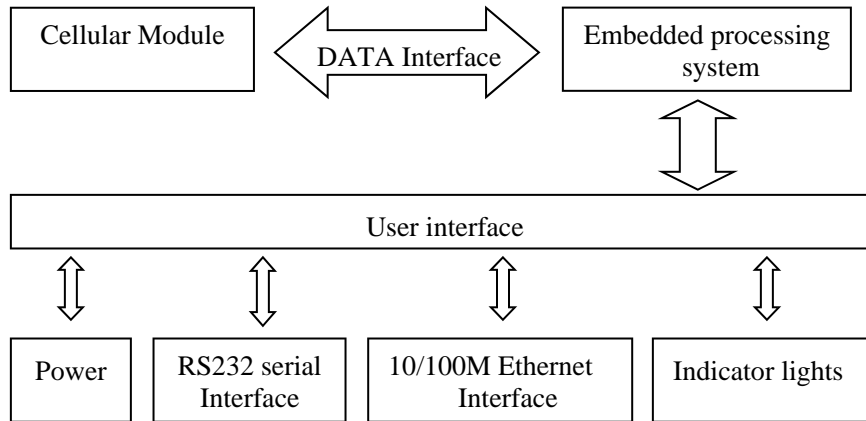 Cellular Module
DATA Interface
Embedded processing
system
User interface
Power
RS232 serial
Interface
10/100M Ethernet
Interface
Indicator lights